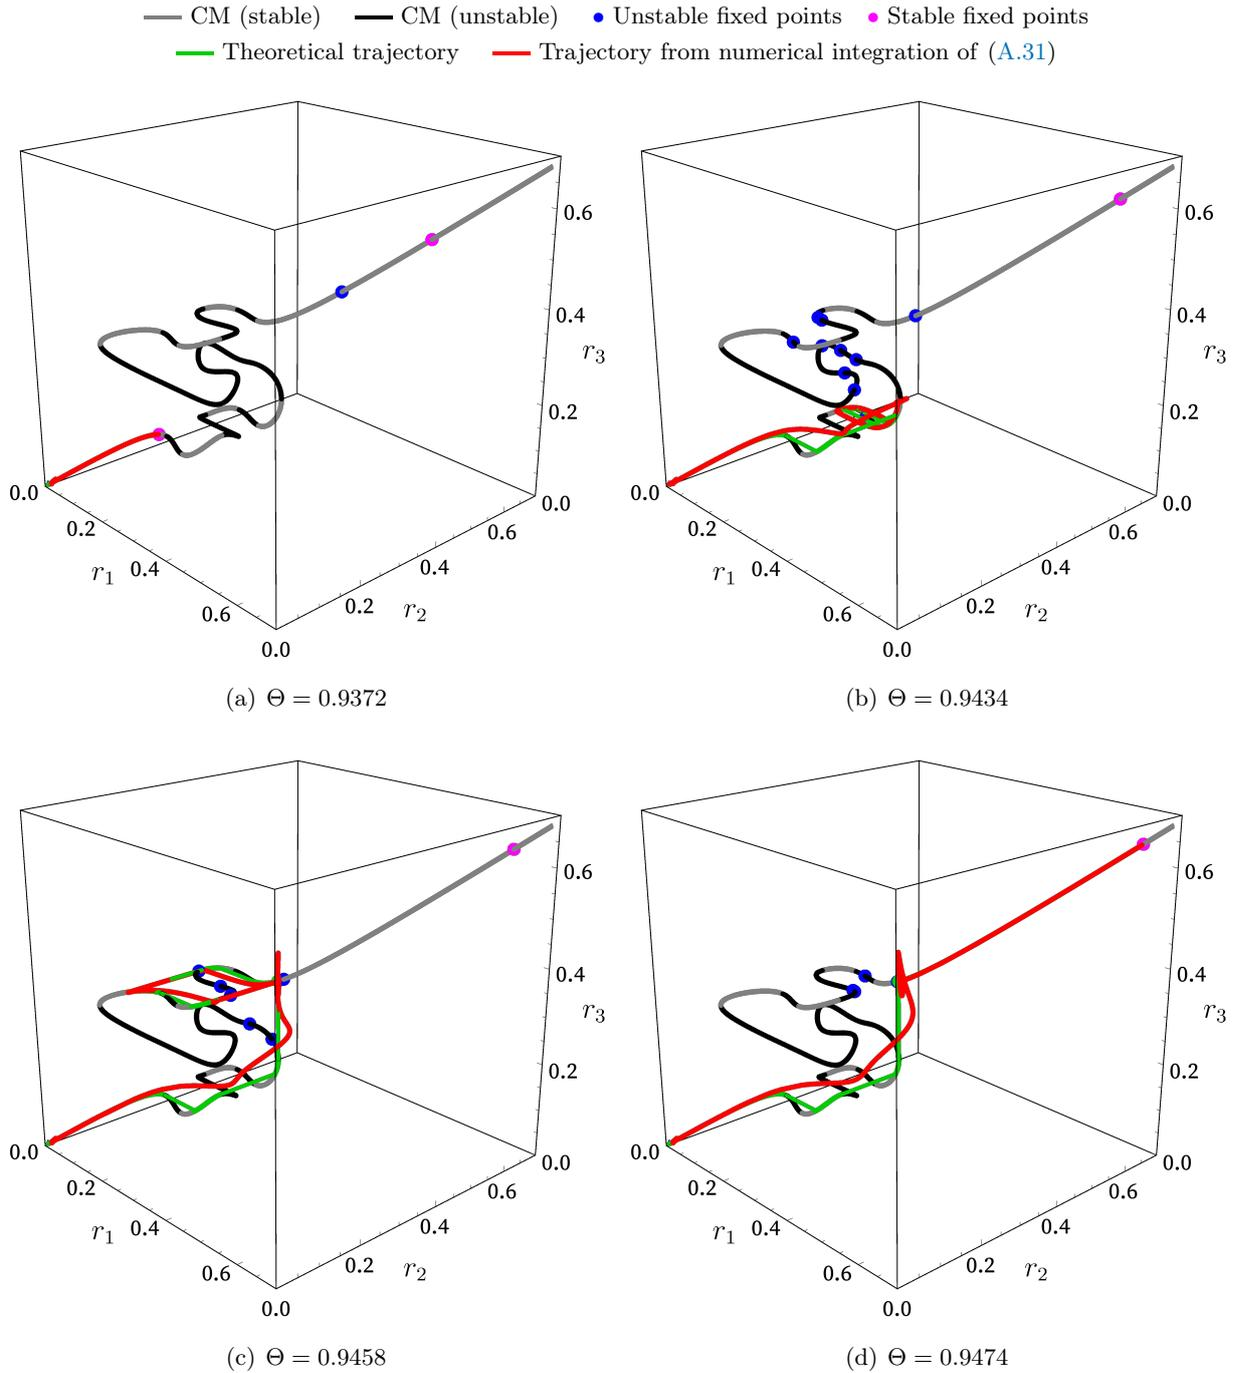 CM (stable) CM (unstable) Unstable fixed points Stable fixed points
Theoretical trajectory Trajectory from numerical integration of (A.31)
0.6
0.4
r3
0.2
0.0
0.0
0.2
r1 0.4
0.6
0.0
0.2
r2
0.4
0.6
(a) Θ = 0.9372
0.6
0.4
r3
0.2
0.0
0.0
0.2
r1 0.4
0.6
0.0
0.2
r2
0.4
0.6
(b) Θ = 0.9434
0.6
0.4
r3
0.2
0.0
0.0
0.2
r1 0.4
0.6
0.0
0.2
r2
0.4
0.6
(c) Θ = 0.9458
0.6
0.4
r3
0.2
0.0
0.0
0.2
r1 0.4
0.6
0.0
0.2
r2
0.4
0.6
(d) Θ = 0.9474